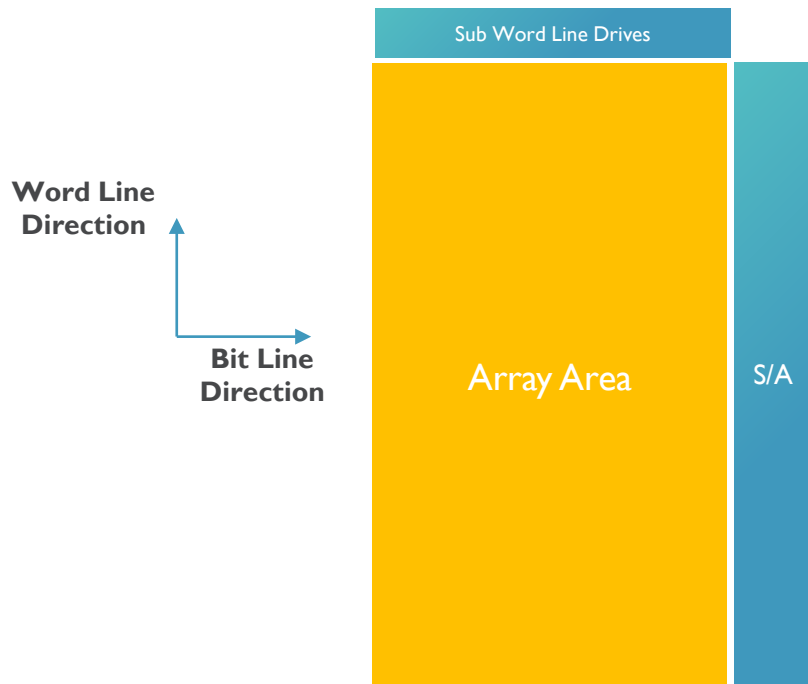 Sub Word Line Drives
Word Line
Direction
Bit Line
Direction
Array Area
S/A